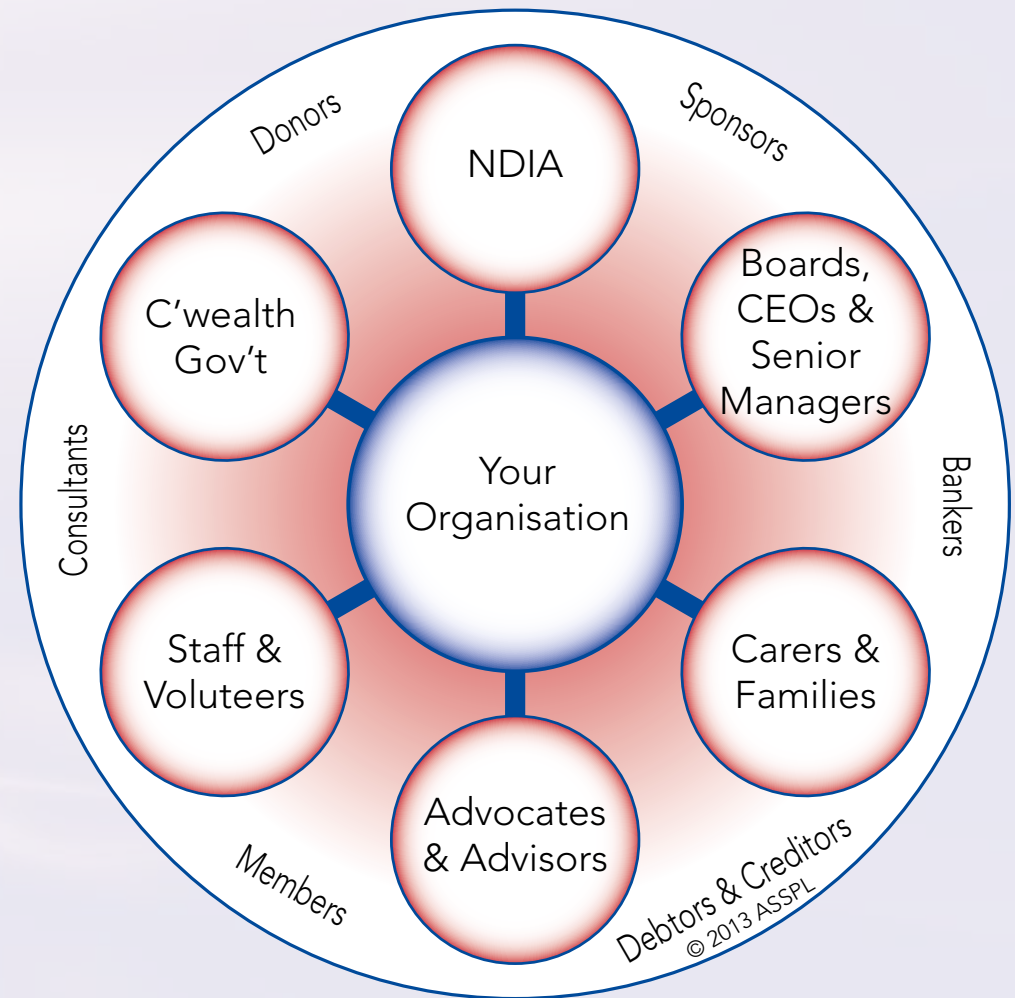 Donors
Sponsors
NDIA
Boards,
CEOs &
Senior
Managers
C'wealth
Gov't
Your
Organisation
Consultants
Bankers
Staff &
Voluteers
Carers &
Families
Advocates
& Advisors
Members
Debtors & Creditors
© 2013 ASSPL